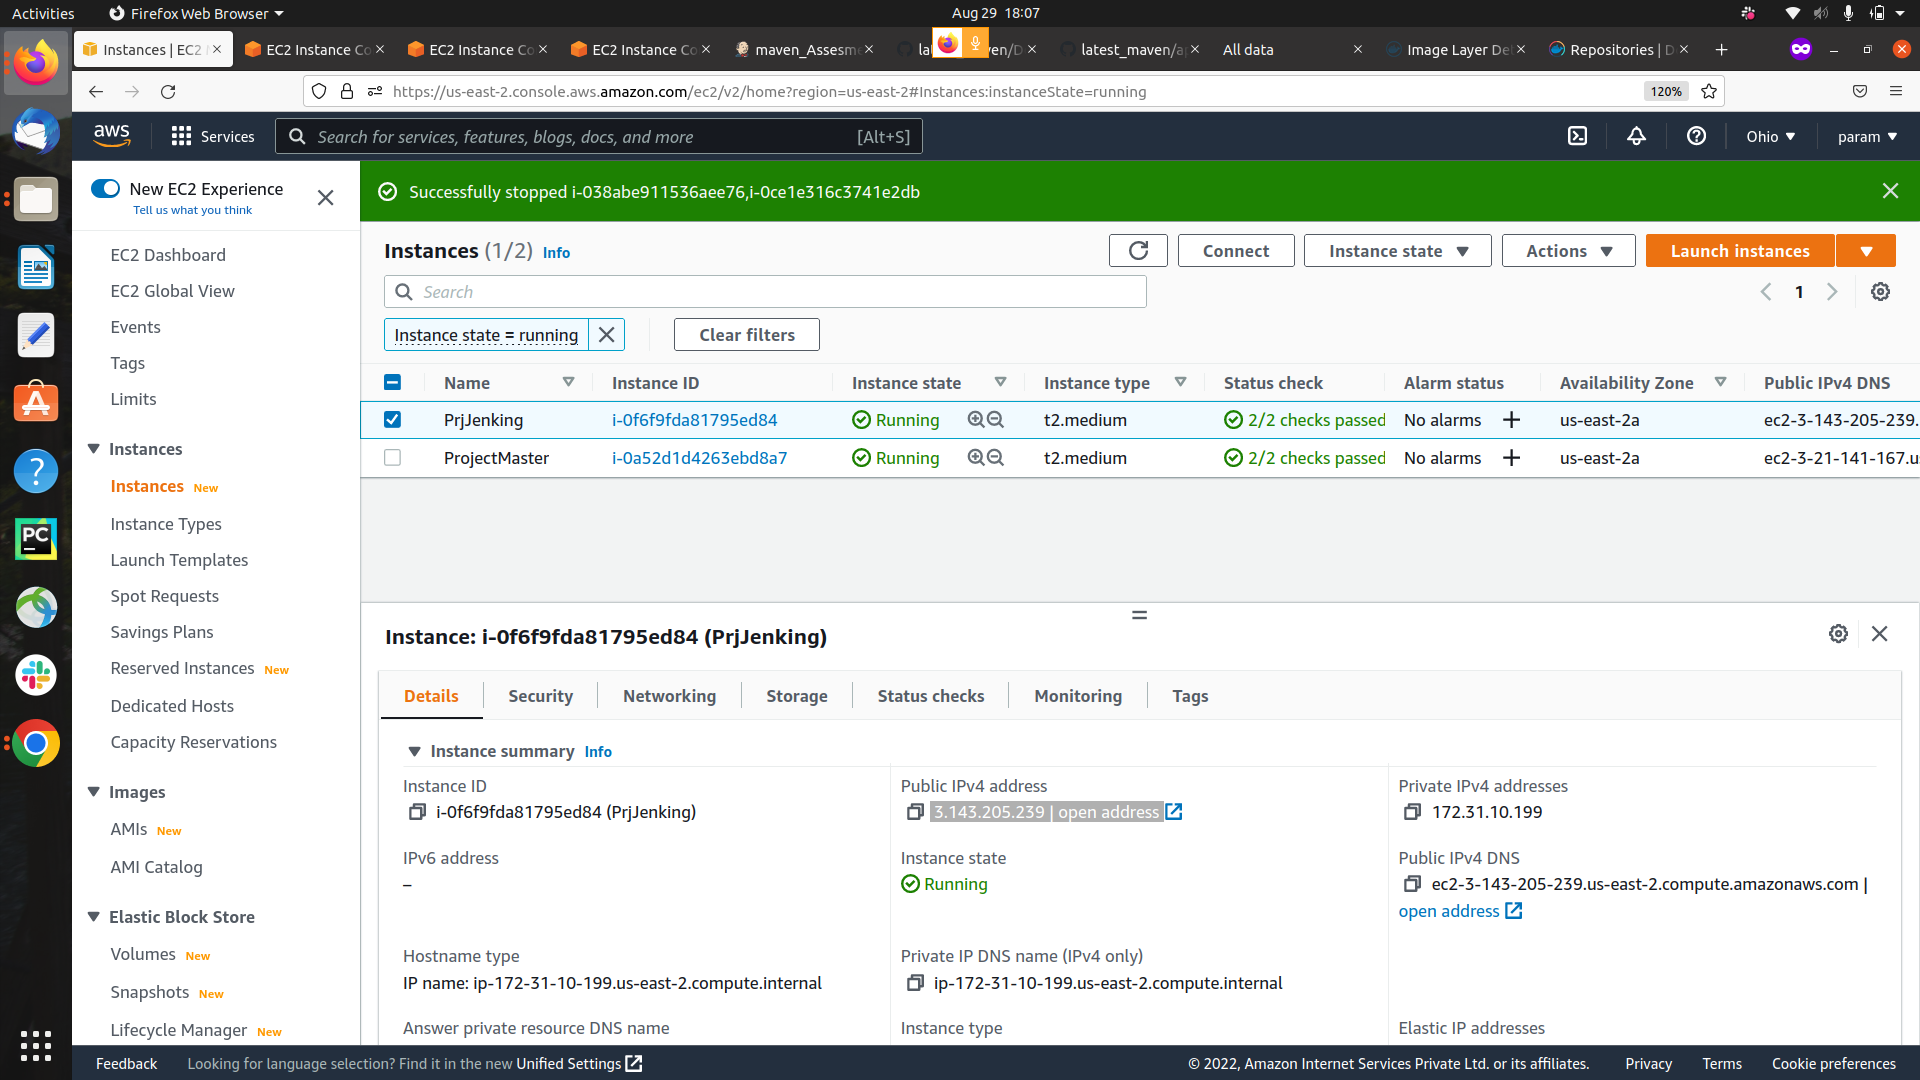 Activities
Firefox Web Browser
Aug 29 18:07
Instances | EC2
EC2 Instance Co
EC2 Instance Co
EC2 Instance Co
maven_Assesme
latest_maven/ap
All data
Image Layer De
Repositories | D
https://us-east-2.console.aws.amazon.com/ec2/v2/home?region=us-east-2#Instances:instanceState=running
120%
aws
Services
Search for services, features, blogs, docs, and more
[Alt+S]
Ohio
param
New EC2 Experience
Tell us what you think
EC2 Dashboard
EC2 Global View
Events
Tags
Limits
Instances
Instances New
Instance Types
Launch Templates
Spot Requests
Savings Plans
Reserved Instances New
Dedicated Hosts
Capacity Reservations
Images
AMIs New
AMI Catalog
Elastic Block Store
Volumes New
Snapshots New
Lifecycle Manager New
Successfully stopped i-038abe911536aee76,i-0ce1e316c3741e2db
Instances (1/2) Info
Connect
Instance state
Actions
Launch instances
Search
1
Instance state = running
Clear filters
Name Instance ID Instance state Instance type Status check Alarm status Availability Zone Public IPv4 DNS
PrjJenking i-0f6f9fda81795ed84 Running t2.medium 2/2 checks passed No alarms + us-east-2a ec2-3-143-205-239.
ProjectMaster i-0a52d1d4263ebd8a7 Running t2.medium 2/2 checks passed No alarms + us-east-2a ec2-3-21-141-167.us
Instance: i-0f6f9fda81795ed84 (PrjJenking)
Details
Security
Networking
Storage
Status checks
Monitoring
Tags
Instance summary Info
Instance ID
i-0f6f9fda81795ed84 (PrjJenking)
Public IPv4 address
3.143.205.239 | open address
Private IPv4 addresses
172.31.10.199
IPv6 address
–
Instance state
Running
Public IPv4 DNS
ec2-3-143-205-239.us-east-2.compute.amazonaws.com |
open address
Hostname type
IP name: ip-172-31-10-199.us-east-2.compute.internal
Private IP DNS name (IPv4 only)
ip-172-31-10-199.us-east-2.compute.internal
Answer private resource DNS name
Instance type
Elastic IP addresses
Feedback
Looking for language selection? Find it in the new Unified Settings
© 2022, Amazon Internet Services Private Ltd. or its affiliates.
Privacy
Terms
Cookie preferences
PC